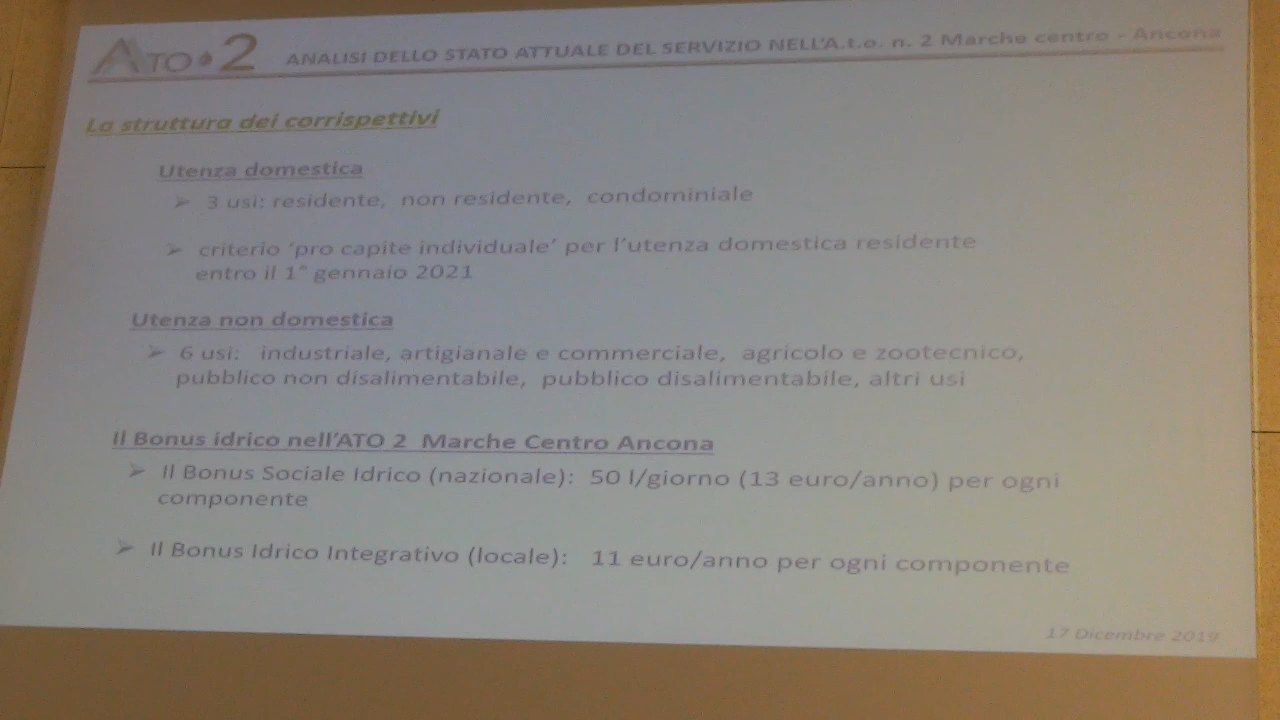 ATO•2 ANALISI DELLO STATO ATTUALE DEL SERVIZIO NELL'A.t.o. n. 2 Marche centro - Ancona
La struttura dei corrispettivi
Utenza domestica
➢ 3 usi: residente, non residente, condominiale
➢ criterio 'pro capite individuale' per l'utenza domestica residente
entro il 1° gennaio 2021
Utenza non domestica
➢ 6 usi: industriale, artigianale e commerciale, agricolo e zootecnico,
pubblico non disalimentabile, pubblico disalimentabile, altri usi
Il Bonus idrico nell'ATO 2 Marche Centro Ancona
➢ Il Bonus Sociale Idrico (nazionale): 50 l/giorno (13 euro/anno) per ogni
componente
➢ Il Bonus Idrico Integrativo (locale): 11 euro/anno per ogni componente
17 Dicembre 2019